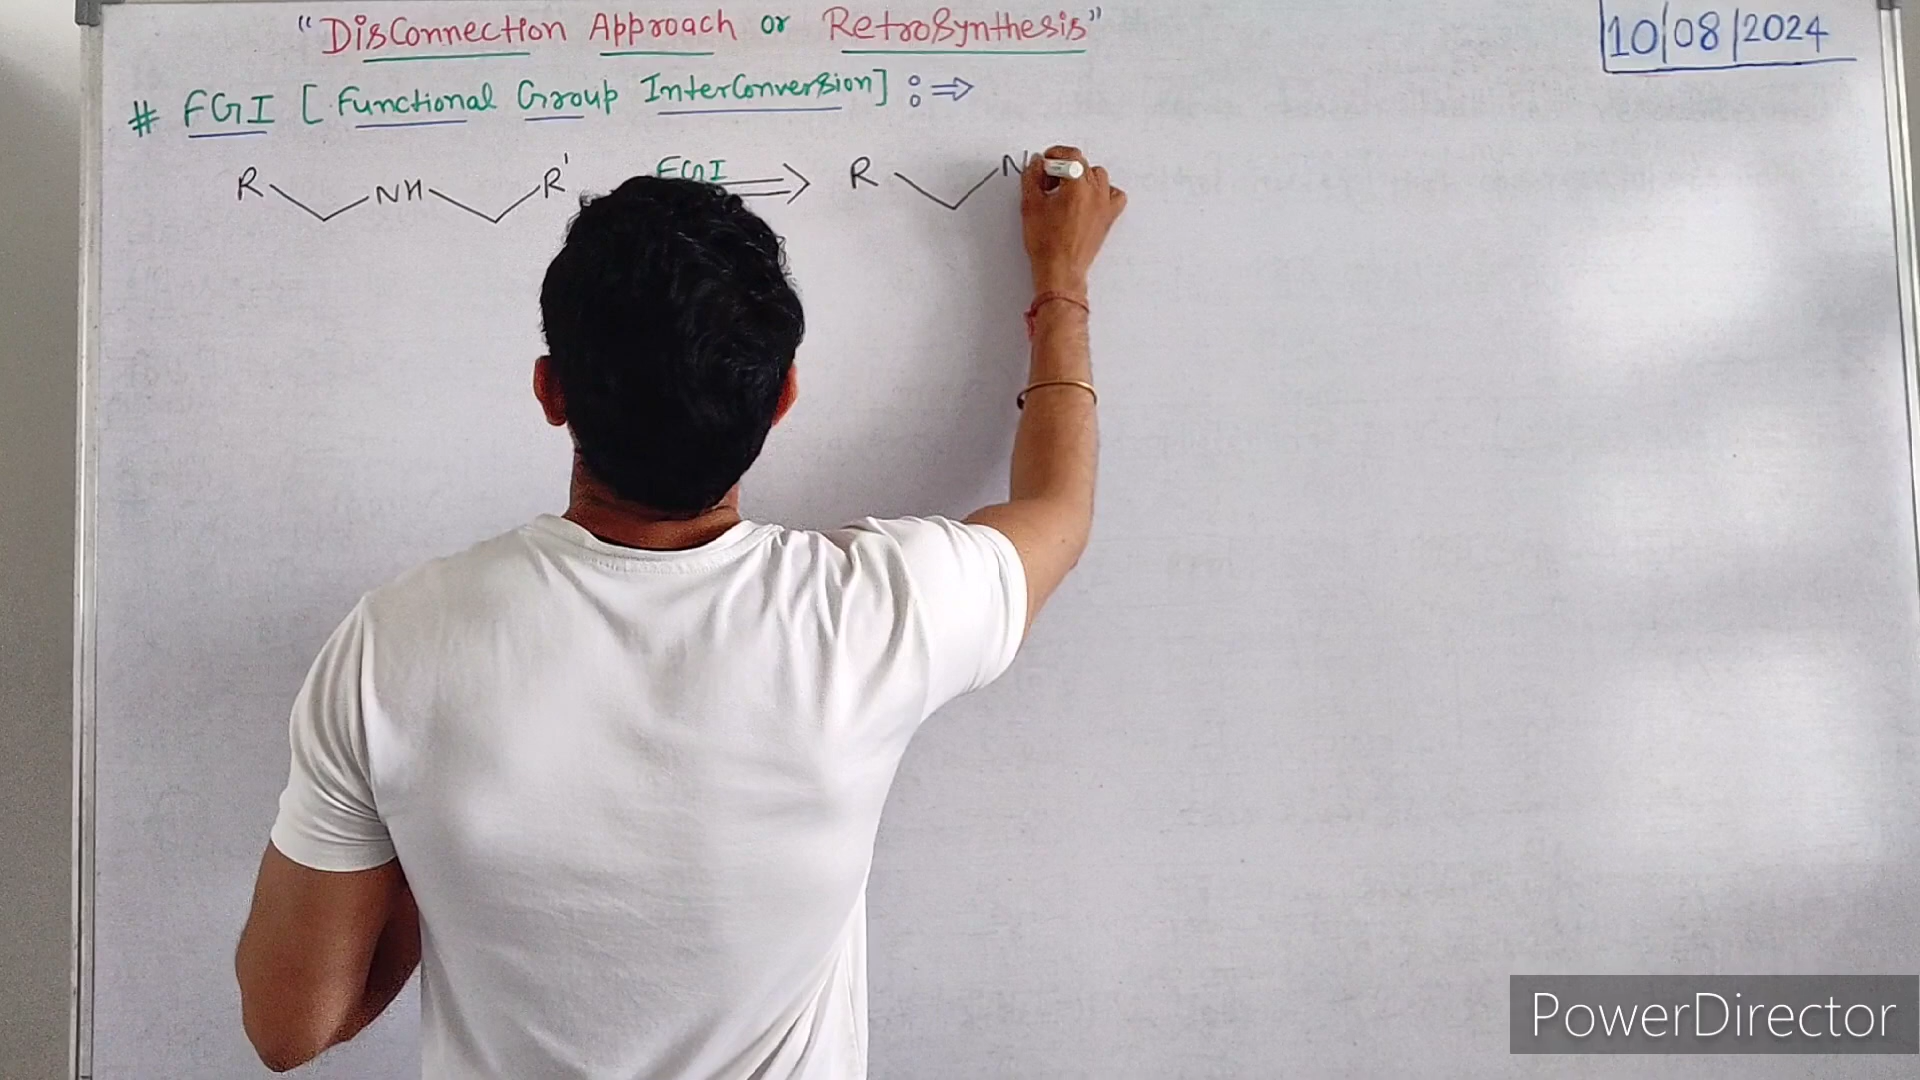 "Disconnection Approach or Retrosynthesis"
10/08/2024
# FGI [Functional Group InterConversion] :⇒
R NH R' FGI R N
PowerDirector